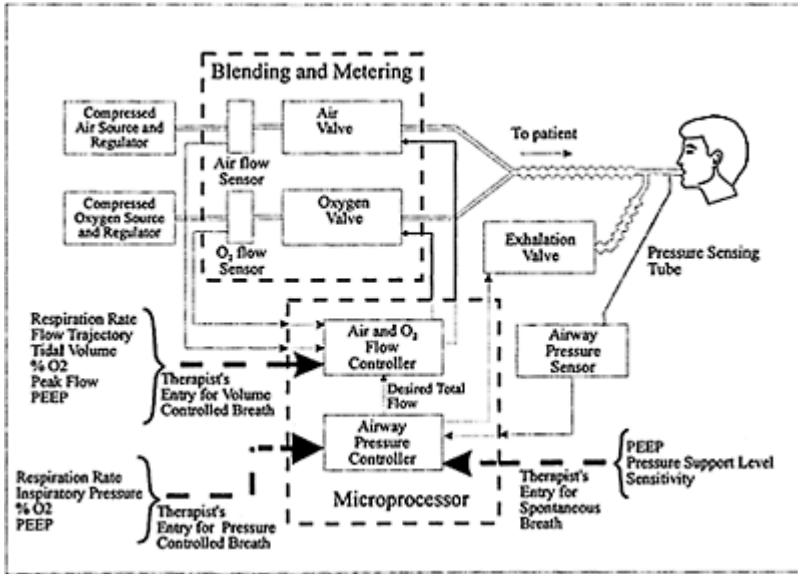 Blending and Metering
Compressed
Air Source and
Regulator
Air
Valve
Air flow
Sensor
To patient
Compressed
Oxygen Source
and Regulator
Oxygen
Valve
O₂ flow
Sensor
Exhalation
Valve
Pressure Sensing
Tube
Respiration Rate
Flow Trajectory
Tidal Volume
% O2
Peak Flow
PEEP
Therapist's
Entry for Volume
Controlled Breath
Air and O₂
Flow
Controller
Airway
Pressure
Sensor
Desired Total
Flow
Airway
Pressure
Controller
Respiration Rate
Inspiratory Pressure
% O2
PEEP
Therapist's
Entry for Pressure
Controlled Breath
Microprocessor
Therapist's
Entry for
Spontaneous
Breath
PEEP
Pressure Support Level
Sensitivity